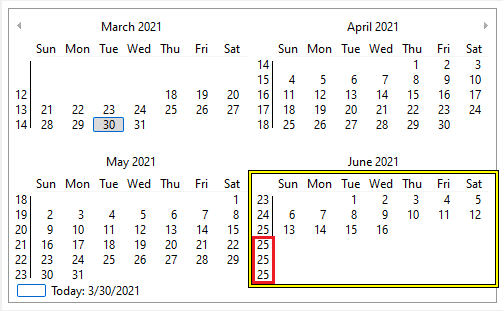 March 2021
Sun Mon Tue Wed Thu Fri Sat
12 18 19 20
13 21 22 23 24 25 26 27
14 28 29 30 31
April 2021
Sun Mon Tue Wed Thu Fri Sat
14 1 2 3
15 4 5 6 7 8 9 10
16 11 12 13 14 15 16 17
17 18 19 20 21 22 23 24
18 25 26 27 28 29 30
May 2021
Sun Mon Tue Wed Thu Fri Sat
18 1
19 2 3 4 5 6 7 8
20 9 10 11 12 13 14 15
21 16 17 18 19 20 21 22
22 23 24 25 26 27 28 29
23 30 31
June 2021
Sun Mon Tue Wed Thu Fri Sat
23 1 2 3 4 5
24 6 7 8 9 10 11 12
25 13 14 15 16
25
25
25
Today: 3/30/2021